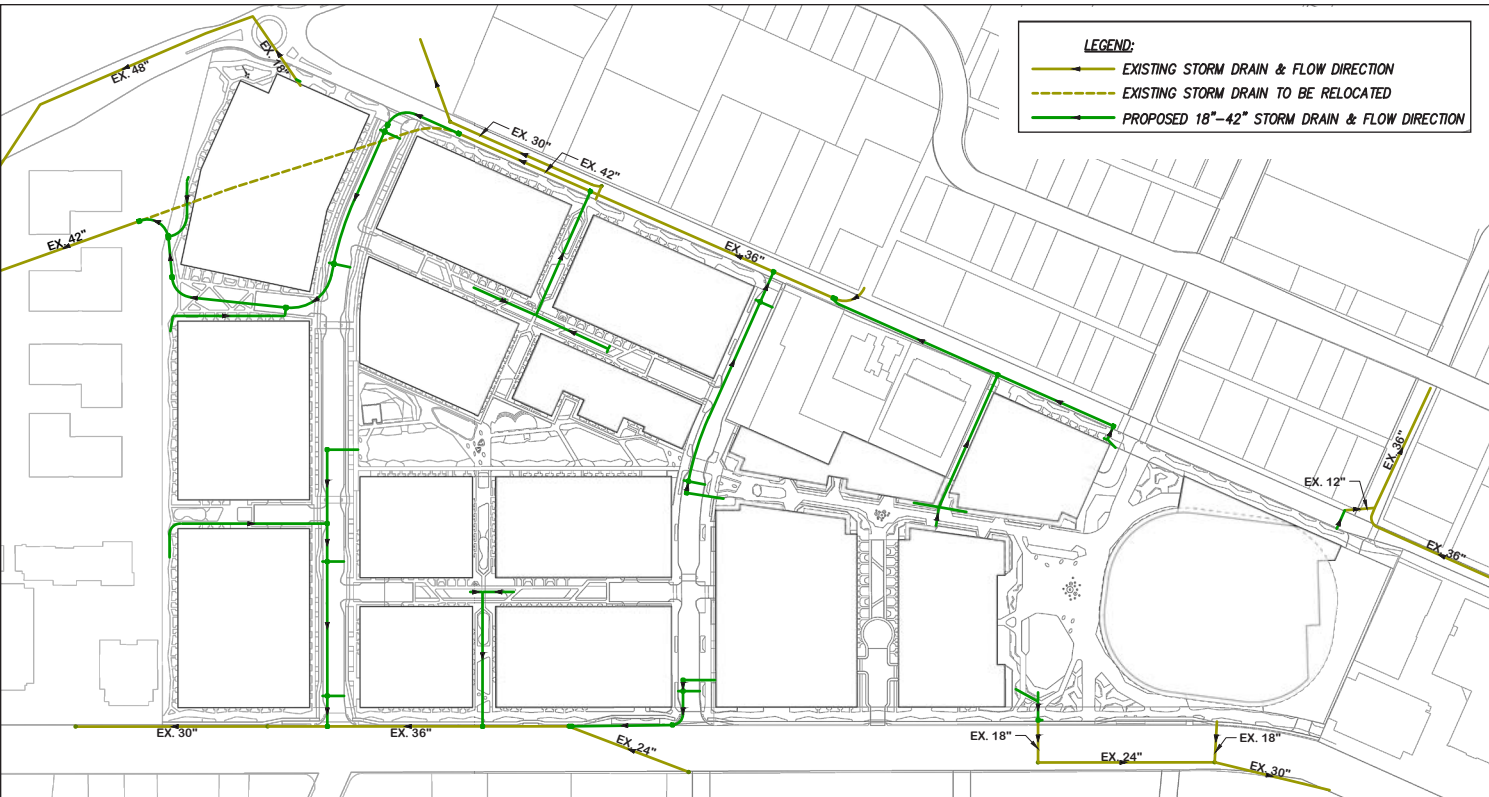 LEGEND:
EXISTING STORM DRAIN & FLOW DIRECTION
EXISTING STORM DRAIN TO BE RELOCATED
PROPOSED 18"-42" STORM DRAIN & FLOW DIRECTION
EX. 48"
EX. 18"
EX. 30"
EX. 42"
EX. 42"
EX. 36"
EX. 36"
EX. 12"
EX. 36"
EX. 30"
EX. 36"
EX. 24"
EX. 18"
EX. 24"
EX. 18"
EX. 30"